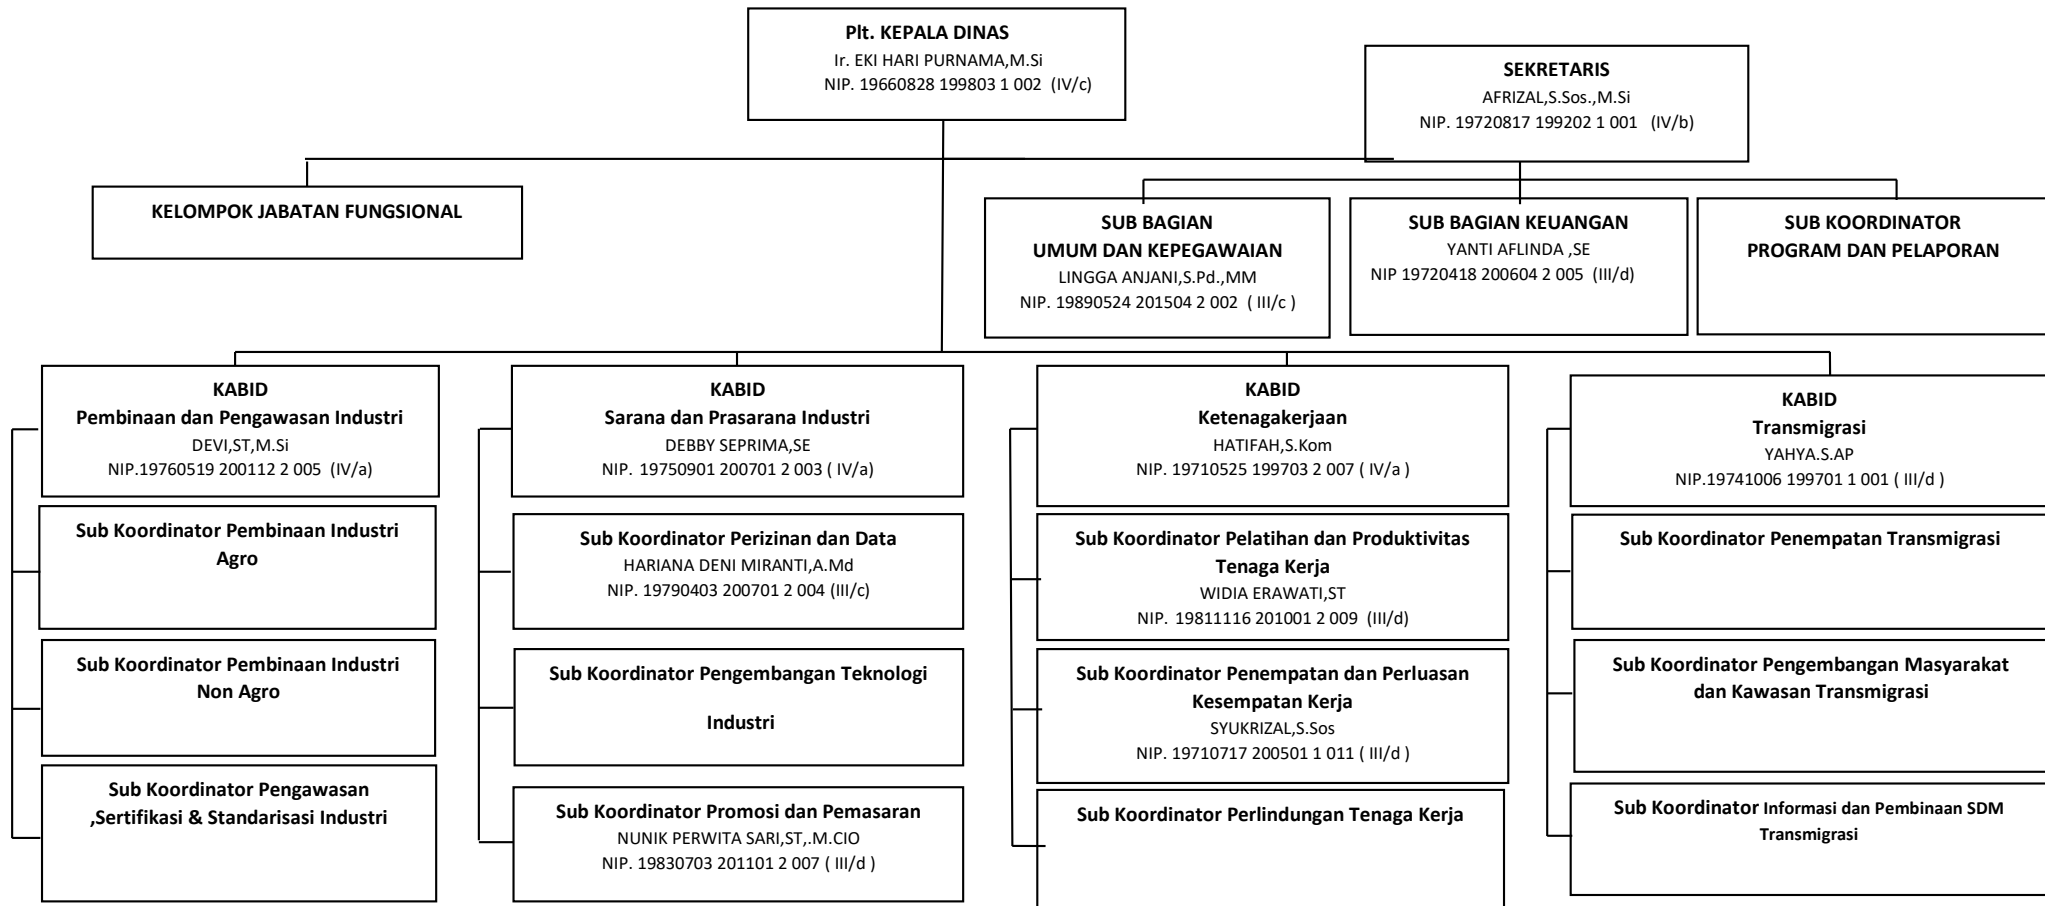 Plt. KEPALA DINAS
Ir. EKI HARI PURNAMA,M.Si
NIP. 19660828 199803 1 002 (IV/c)
SEKRETARIS
AFRIZAL,S.Sos.,M.Si
NIP. 19720817 199202 1 001 (IV/b)
KELOMPOK JABATAN FUNGSIONAL
SUB BAGIAN
UMUM DAN KEPEGAWAIAN
LINGGA ANJANI,S.Pd.,MM
NIP. 19890524 201504 2 002 ( III/c )
SUB BAGIAN KEUANGAN
YANTI AFLINDA ,SE
NIP 19720418 200604 2 005 (III/d)
SUB KOORDINATOR
PROGRAM DAN PELAPORAN
KABID
Pembinaan dan Pengawasan Industri
DEVI,ST,M.Si
NIP.19760519 200112 2 005 (IV/a)
Sub Koordinator Pembinaan Industri
Agro
Sub Koordinator Pembinaan Industri
Non Agro
Sub Koordinator Pengawasan
,Sertifikasi & Standarisasi Industri
KABID
Sarana dan Prasarana Industri
DEBBY SEPRIMA,SE
NIP. 19750901 200701 2 003 ( IV/a)
Sub Koordinator Perizinan dan Data
HARIANA DENI MIRANTI,A.Md
NIP. 19790403 200701 2 004 (III/c)
Sub Koordinator Pengembangan Teknologi
Industri
Sub Koordinator Promosi dan Pemasaran
NUNIK PERWITA SARI,ST,.M.CIO
NIP. 19830703 201101 2 007 ( III/d )
KABID
Ketenagakerjaan
HATIFAH,S.Kom
NIP. 19710525 199703 2 007 ( IV/a )
Sub Koordinator Pelatihan dan Produktivitas
Tenaga Kerja
WIDIA ERAWATI,ST
NIP. 19811116 201001 2 009 (III/d)
Sub Koordinator Penempatan dan Perluasan
Kesempatan Kerja
SYUKRIZAL,S.Sos
NIP. 19710717 200501 1 011 ( III/d )
Sub Koordinator Perlindungan Tenaga Kerja
KABID
Transmigrasi
YAHYA.S.AP
NIP.19741006 199701 1 001 ( III/d )
Sub Koordinator Penempatan Transmigrasi
Sub Koordinator Pengembangan Masyarakat
dan Kawasan Transmigrasi
Sub Koordinator Informasi dan Pembinaan SDM
Transmigrasi